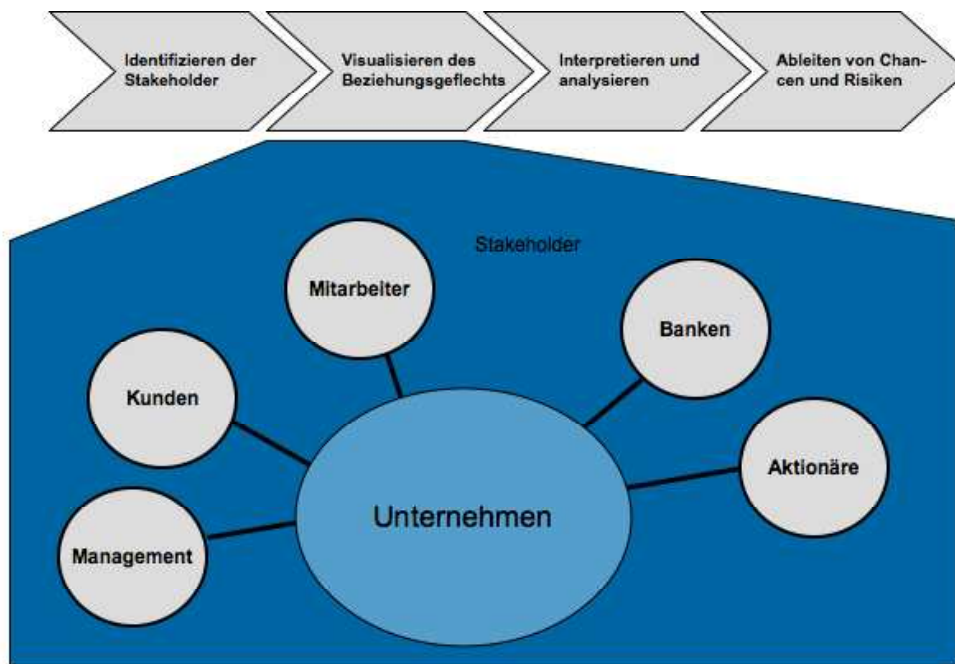 Identifizieren der
Stakeholder
Visualisieren des
Beziehungsgeflechts
Interpretieren und
analysieren
Ableiten von Chan-
cen und Risiken
Stakeholder
Mitarbeiter
Banken
Kunden
Aktionäre
Unternehmen
Management